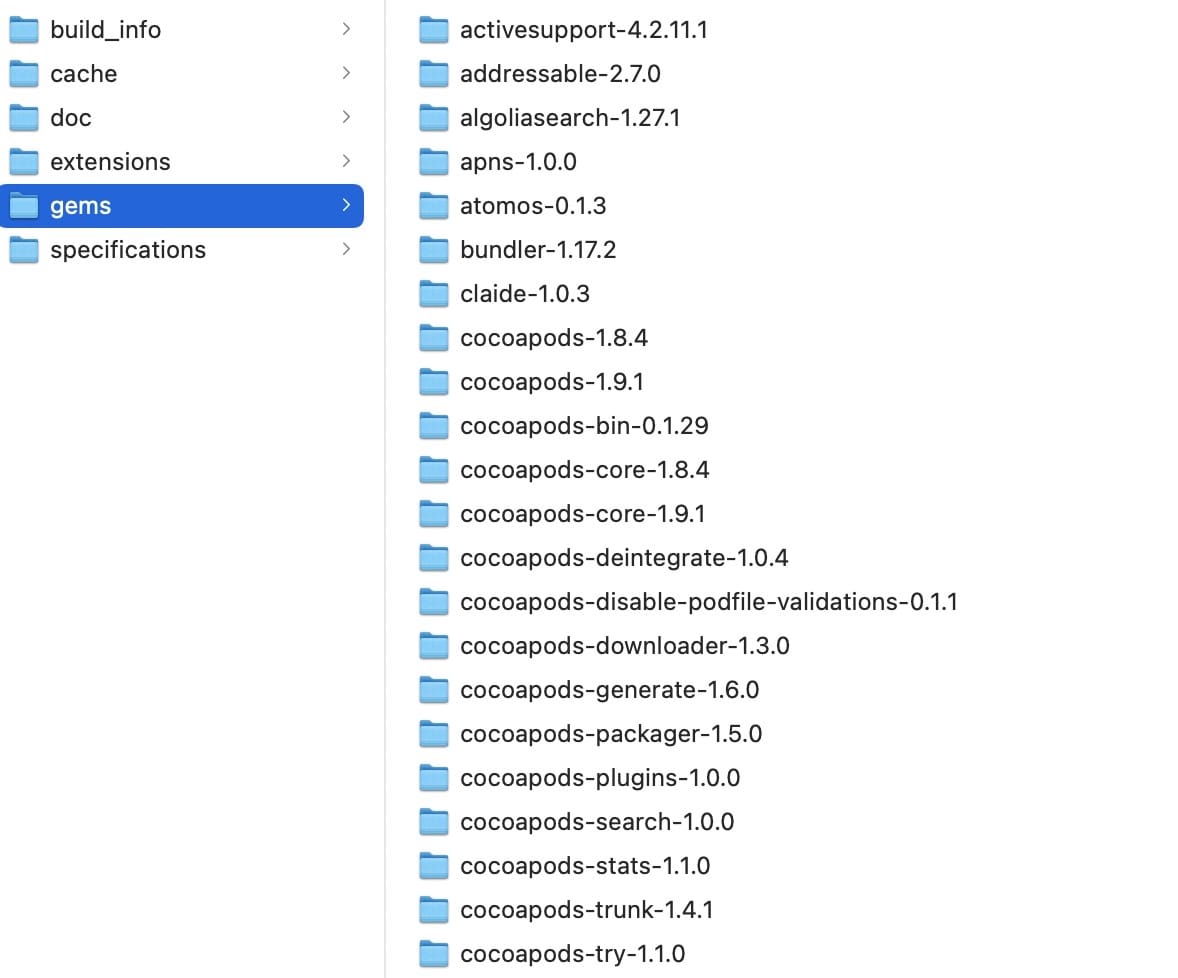 build_info
cache
doc
extensions
gems
specifications
activesupport-4.2.11.1
addressable-2.7.0
algoliasearch-1.27.1
apns-1.0.0
atomos-0.1.3
bundler-1.17.2
claide-1.0.3
cocoapods-1.8.4
cocoapods-1.9.1
cocoapods-bin-0.1.29
cocoapods-core-1.8.4
cocoapods-core-1.9.1
cocoapods-deintegrate-1.0.4
cocoapods-disable-podfile-validations-0.1.1
cocoapods-downloader-1.3.0
cocoapods-generate-1.6.0
cocoapods-packager-1.5.0
cocoapods-plugins-1.0.0
cocoapods-search-1.0.0
cocoapods-stats-1.1.0
cocoapods-trunk-1.4.1
cocoapods-try-1.1.0